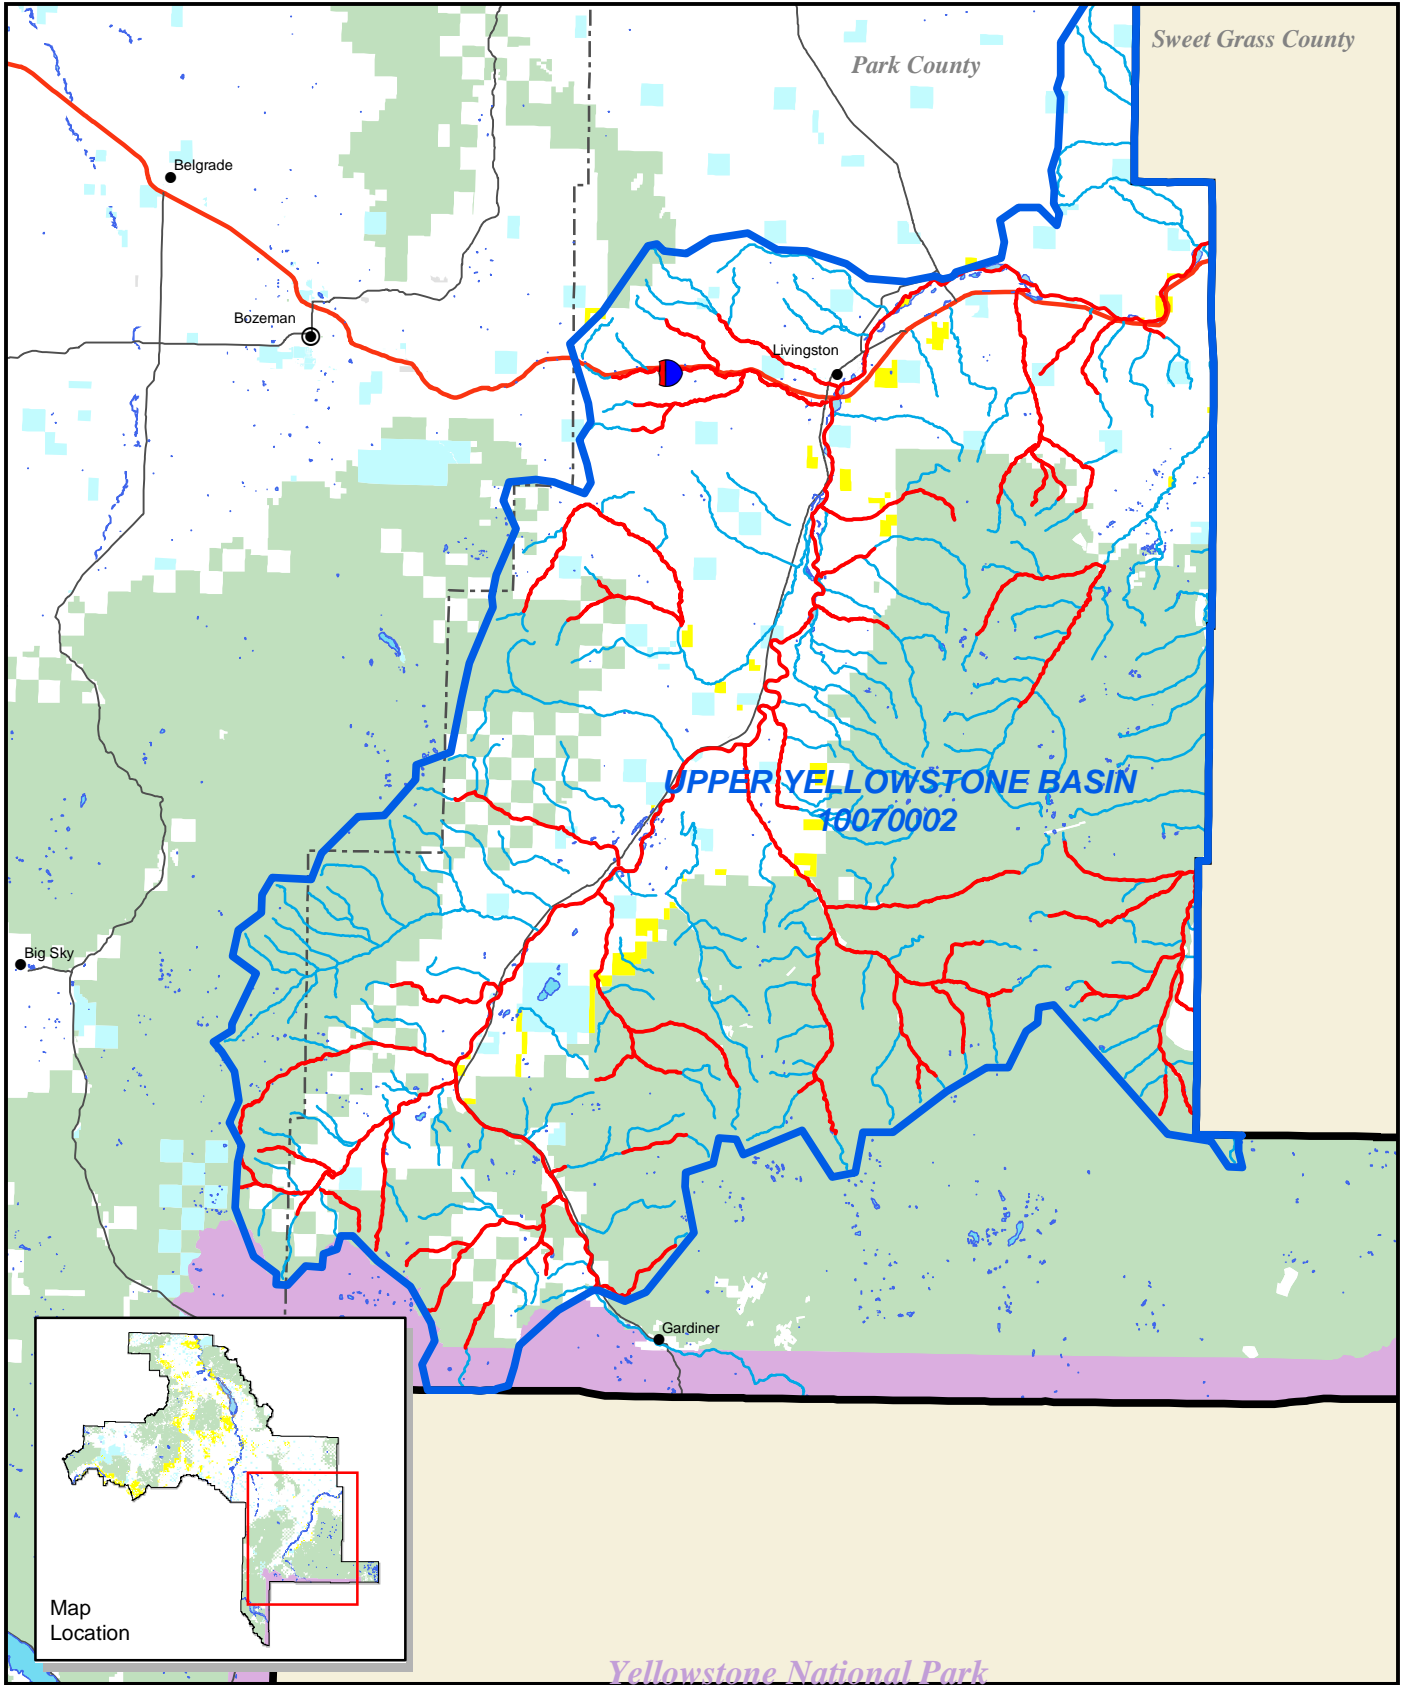 Sweet Grass County
Park County
Belgrade
Bozeman
Livingston
UPPER YELLOWSTONE BASIN
10070002
Big Sky
Gardiner
Map
Location
Yellowstone National Park